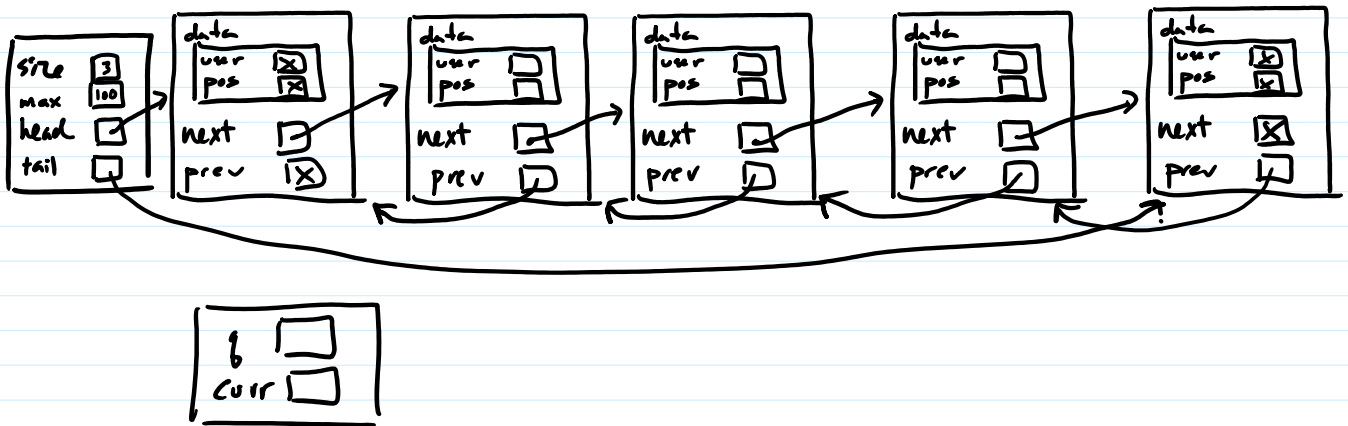 size 3
max 100
head
tail
data
user X
pos X
next
prev X
data
user
pos
next
prev
data
user
pos
next
prev
data
user
pos
next
prev
data
user X
pos X
next X
prev
q
curr